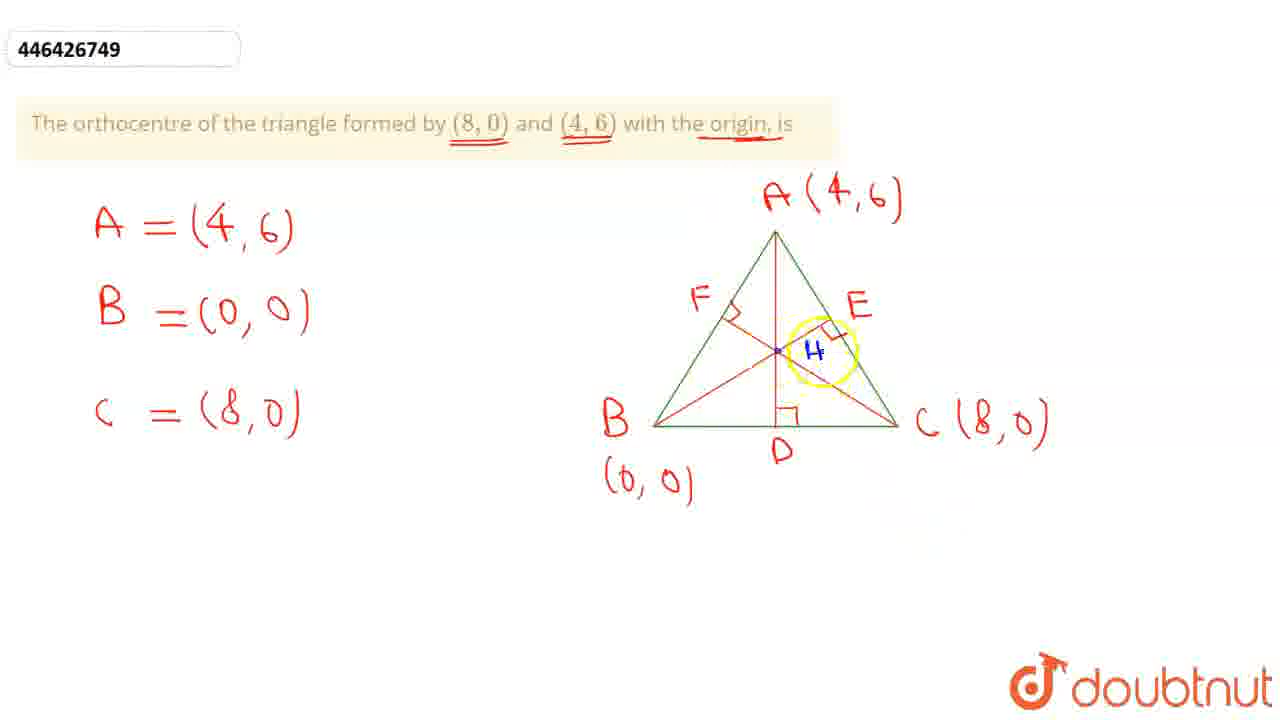 446426749
The orthocentre of the triangle formed by (8, 0) and (4, 6) with the origin, is
A = (4, 6)
B = (0, 0)
C = (8, 0)
A (4, 6)
F
E
H
B
C (8, 0)
D
(0, 0)
doubtnut